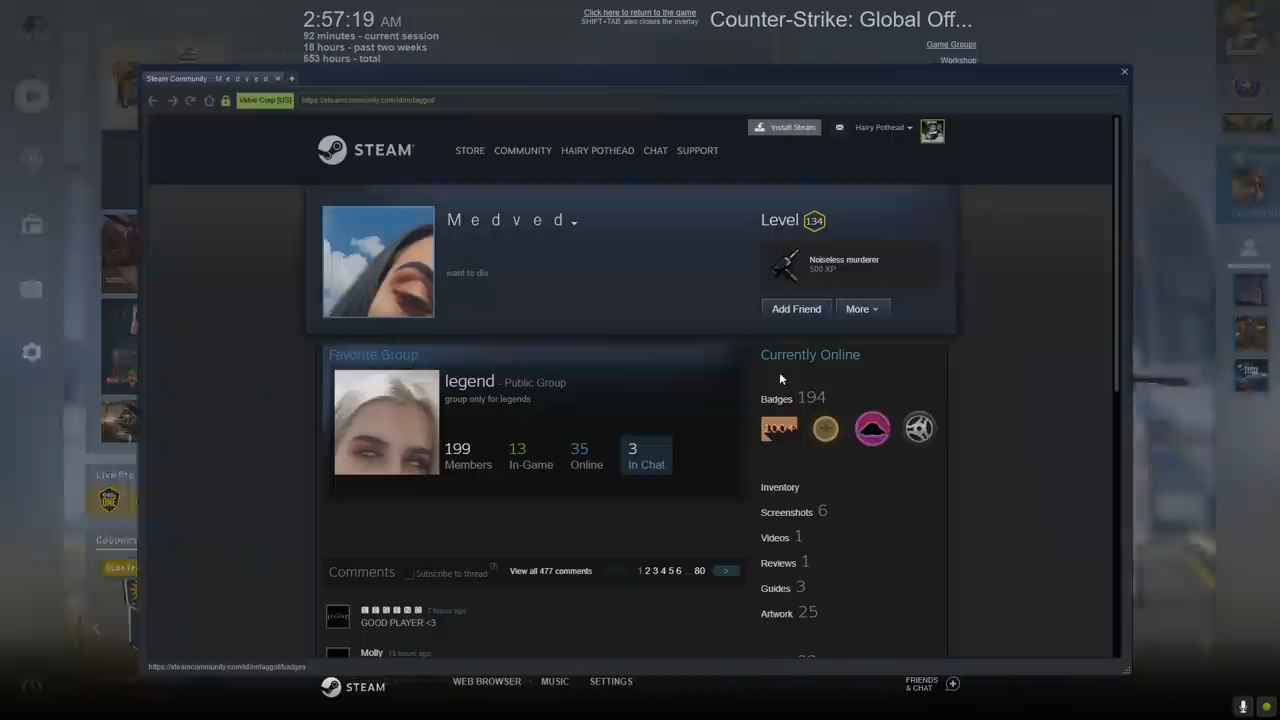 2:57:19 AM
92 minutes - current session
18 hours - past two weeks
653 hours - total
Click here to return to the game
SHIFT+TAB also closes the overlay
Counter-Strike: Global Off...
Game Groups
Workshop
Steam Community :: M e d v e d × +
Valve Corp [US] https://steamcommunity.com/id/nnfaggot/
Install Steam Hairy Pothead
STEAM STORE COMMUNITY HAIRY POTHEAD CHAT SUPPORT
M e d v e d
want to die
Level 134
Noiseless murderer
500 XP
Add Friend More
Favorite Group
legend - Public Group
group only for legends
199 13 35 3
Members In-Game Online In Chat
Currently Online
Badges 194
100+
Inventory
Screenshots 6
Videos 1
Reviews 1
Guides 3
Artwork 25
Comments Subscribe to thread [?] View all 477 comments 1 2 3 4 5 6 ... 80 >
L E G E N D 7 hours ago
GOOD PLAYER <3
Molly 15 hours ago
https://steamcommunity.com/id/nnfaggot/badges
STEAM WEB BROWSER MUSIC SETTINGS
FRIENDS
& CHAT